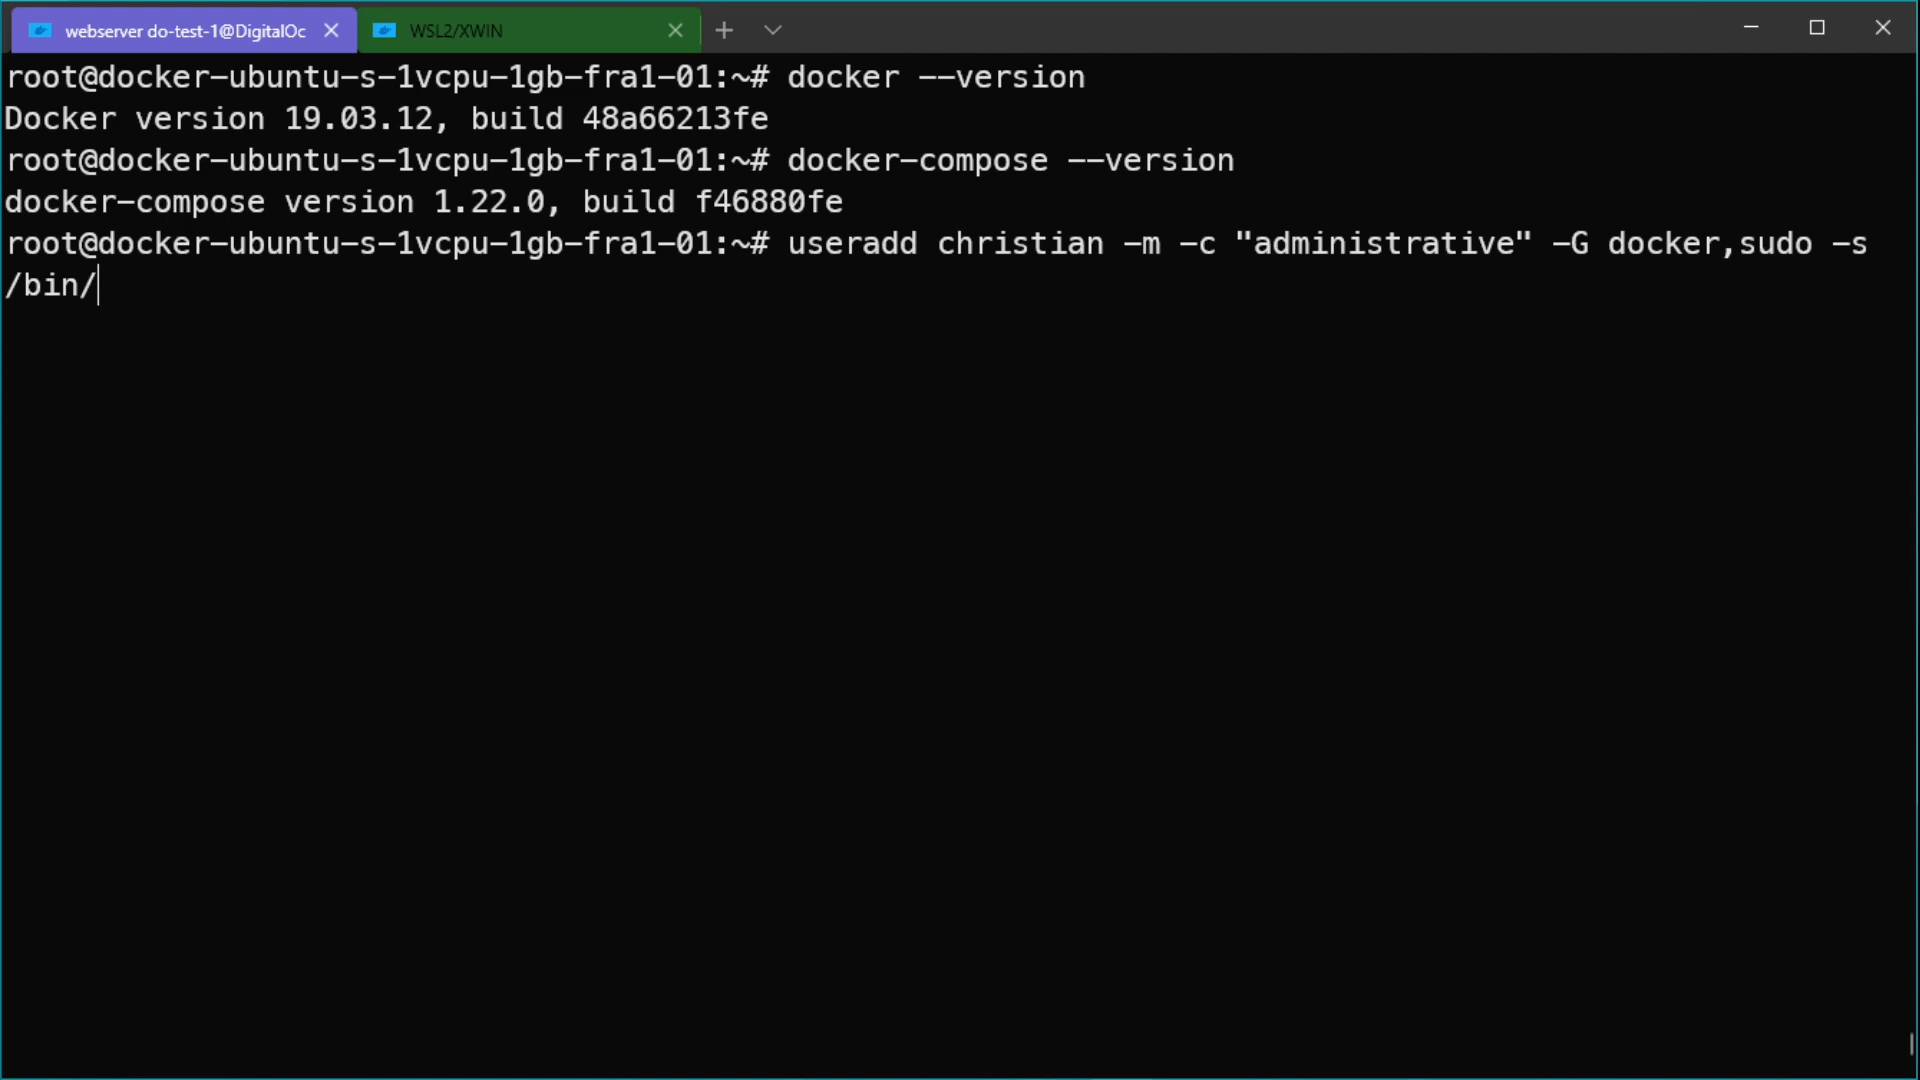 webserver do-test-1@DigitalOc
WSL2/XWIN
root@docker-ubuntu-s-1vcpu-1gb-fra1-01:~# docker --version
Docker version 19.03.12, build 48a66213fe
root@docker-ubuntu-s-1vcpu-1gb-fra1-01:~# docker-compose --version
docker-compose version 1.22.0, build f46880fe
root@docker-ubuntu-s-1vcpu-1gb-fra1-01:~# useradd christian -m -c "administrative" -G docker,sudo -s
/bin/